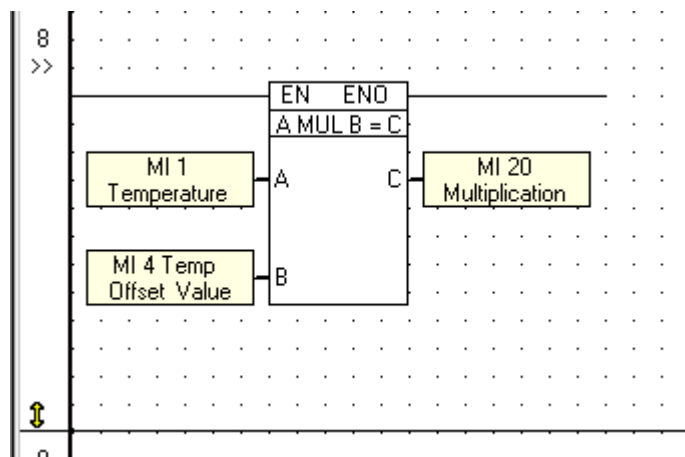 8
>>
EN ENO
A MUL B = C
MI 1
Temperature
A
C
MI 20
Multiplication
MI 4 Temp
Offset Value
B